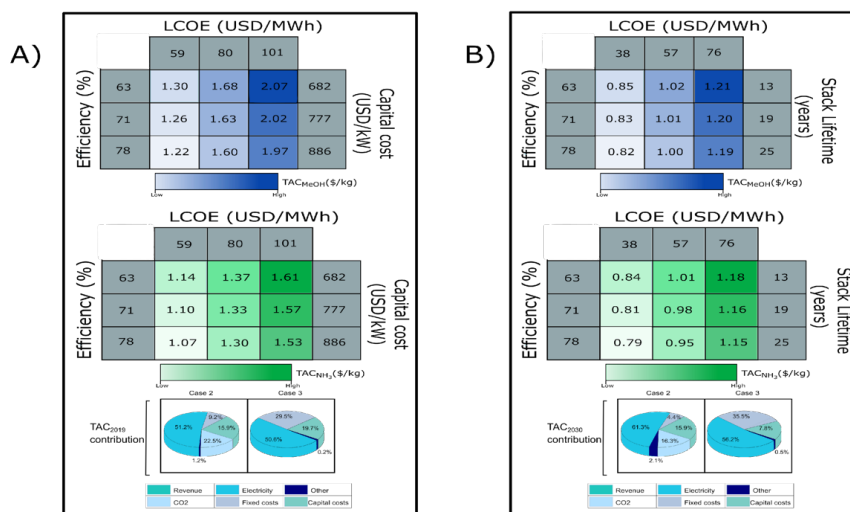 A)
LCOE (USD/MWh)
59 80 101
Efficiency (%)
63 1.30 1.68 2.07 682
71 1.26 1.63 2.02 777
78 1.22 1.60 1.97 886
Capital cost
(USD/kW)
Low High
TAC_MeOH($/kg)
LCOE (USD/MWh)
59 80 101
Efficiency (%)
63 1.14 1.37 1.61 682
71 1.10 1.33 1.57 777
78 1.07 1.30 1.53 886
Capital cost
(USD/kW)
Low High
TAC_NH3($/kg)
Case 2 Case 3
TAC2019
contribution
51.2% 15.9% 22.5% 1.2%
29.5% 19.7% 0.2%
Revenue Electricity Other
CO2 Fixed costs Capital costs
B)
LCOE (USD/MWh)
38 57 76
Efficiency (%)
63 0.85 1.02 1.21 13
71 0.83 1.01 1.20 19
78 0.82 1.00 1.19 25
Stack Lifetime
(years)
Low High
TAC_MeOH($/kg)
LCOE (USD/MWh)
38 57 76
Efficiency (%)
63 0.84 1.01 1.18 13
71 0.81 0.98 1.16 19
78 0.79 0.95 1.15 25
Stack Lifetime
(years)
Low High
TAC_NH3($/kg)
Case 2 Case 3
TAC2030
contribution
61.3% 15.9% 16.3% 2.1%
7.8% 56.2% 0.5%
Revenue Electricity Other
CO2 Fixed costs Capital costs